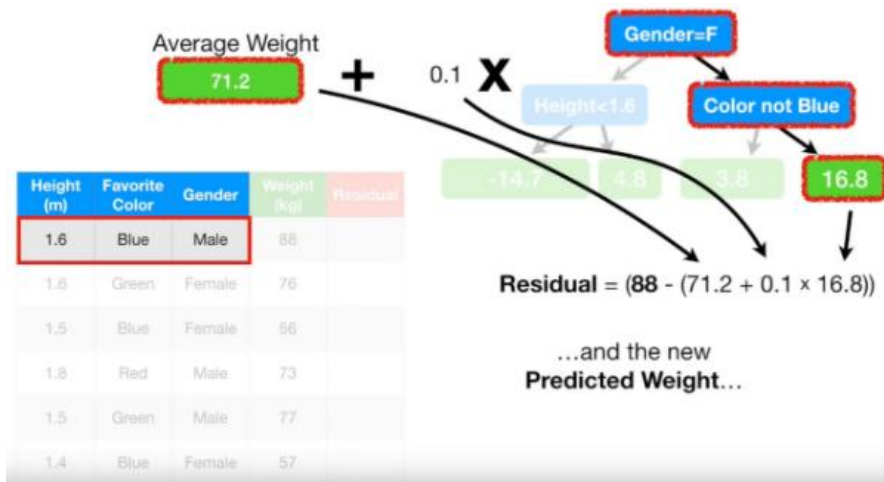 Average Weight
71.2
+
0.1 X
Gender=F
Height<1.6
Color not Blue
-14.7
4.8
3.8
16.8
Height (m) Favorite Color Gender Weight (kg) Residual
1.6 Blue Male 88
1.6 Green Female 76
1.5 Blue Female 56
1.8 Red Male 73
1.5 Green Male 77
1.4 Blue Female 57
Residual = (88 - (71.2 + 0.1 × 16.8))
…and the new
Predicted Weight…